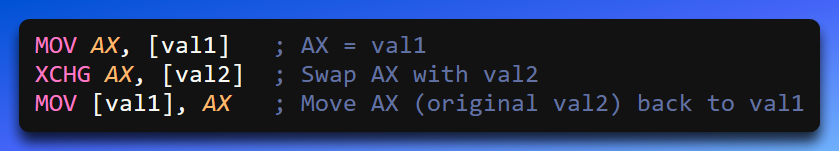 MOV AX, [val1]   ; AX = val1
XCHG AX, [val2]  ; Swap AX with val2
MOV [val1], AX   ; Move AX (original val2) back to val1